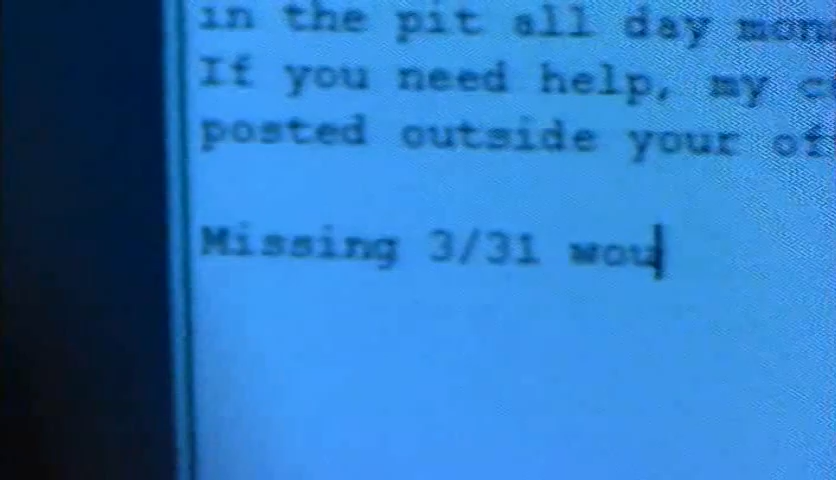 in the pit all day
If you need help, my
posted outside your
Missing 3/31 wou